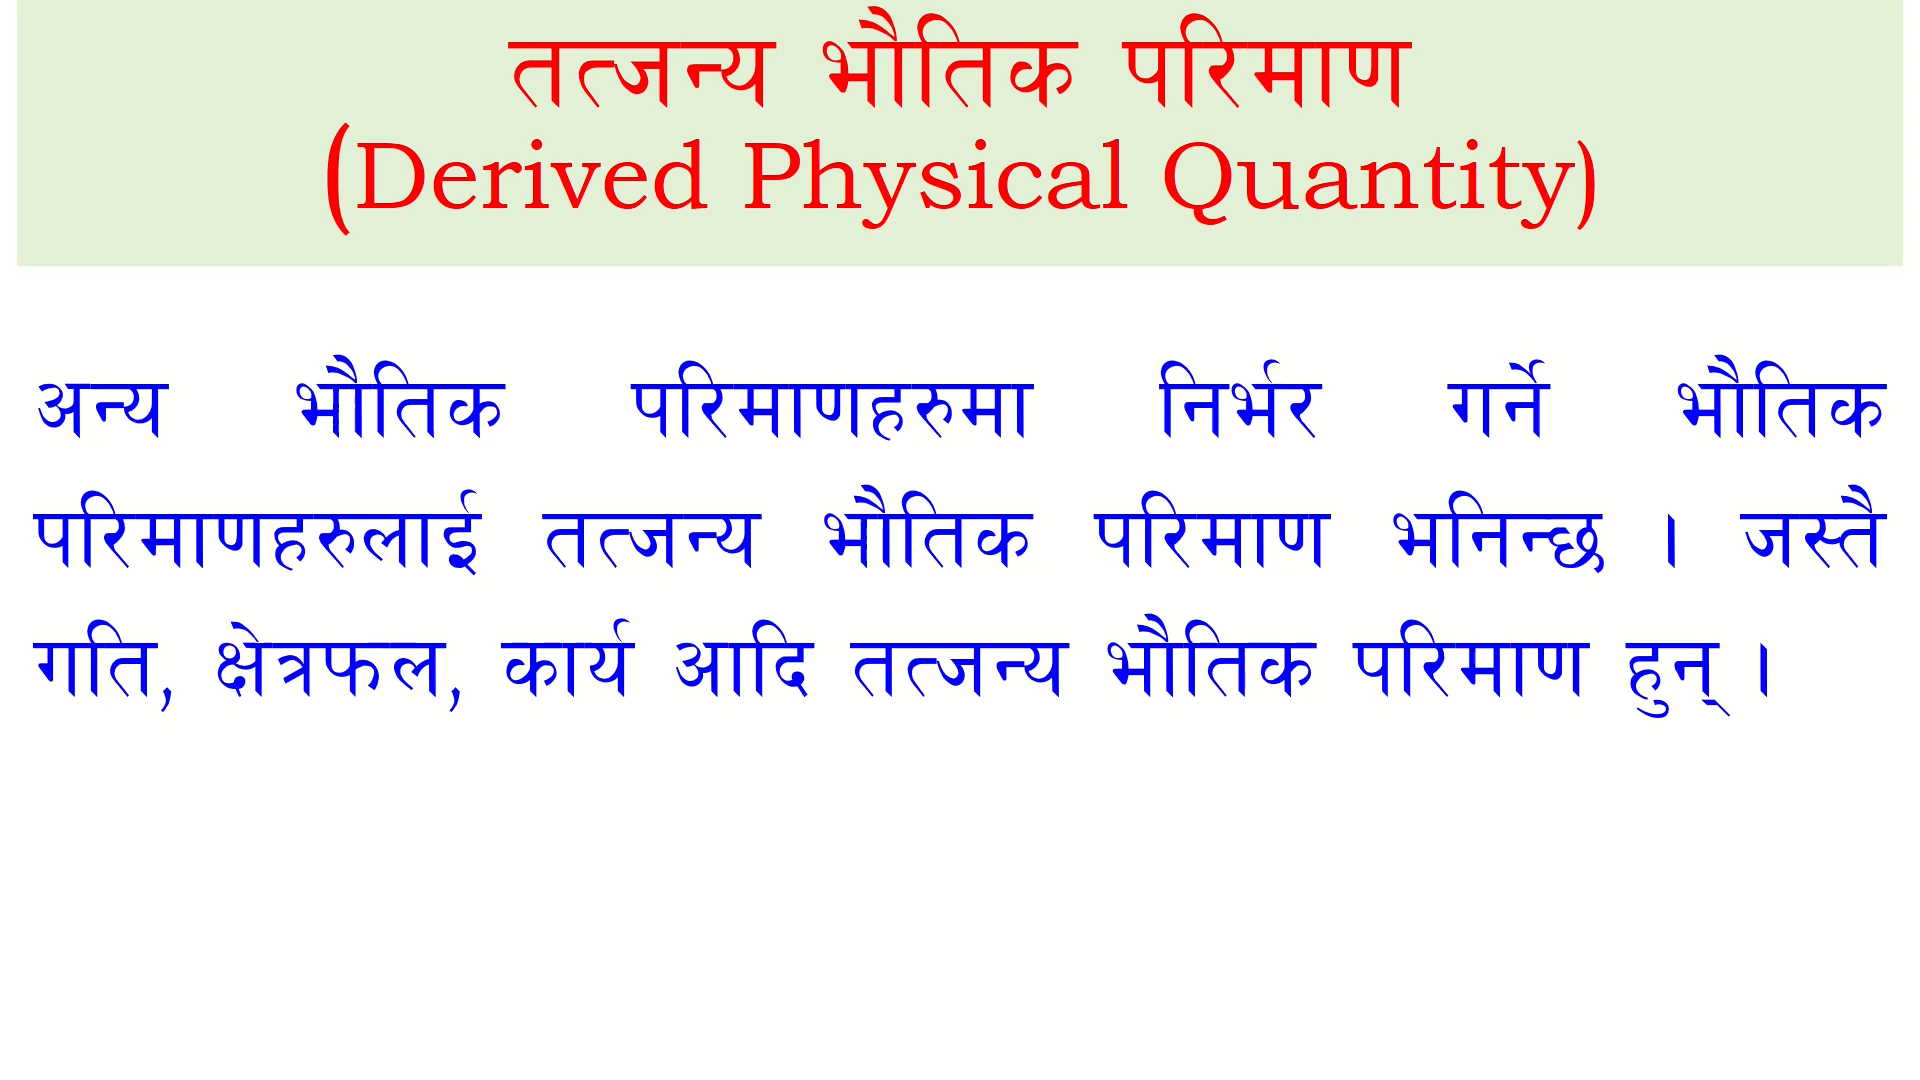 तत्जन्य भौतिक परिमाण
(Derived Physical Quantity)
अन्य भौतिक परिमाणहरुमा निर्भर गर्ने भौतिक
परिमाणहरुलाई तत्जन्य भौतिक परिमाण भनिन्छ । जस्तै
गति, क्षेत्रफल, कार्य आदि तत्जन्य भौतिक परिमाण हुन् ।